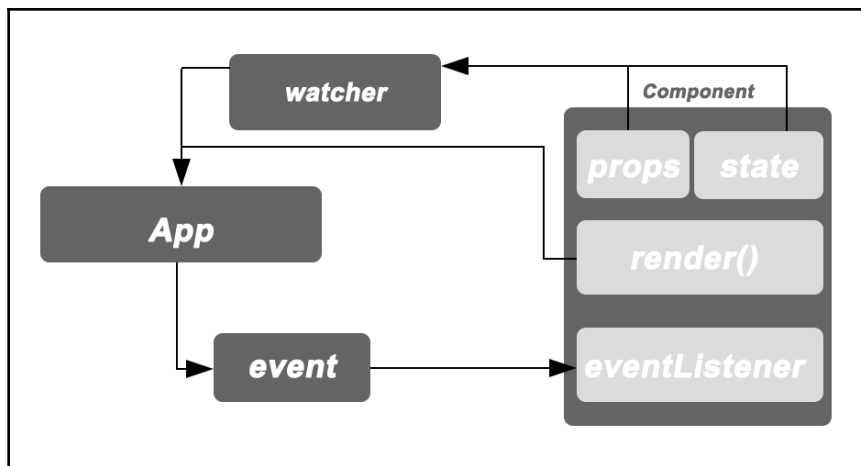 watcher
Component
props
state
App
render()
event
eventListener